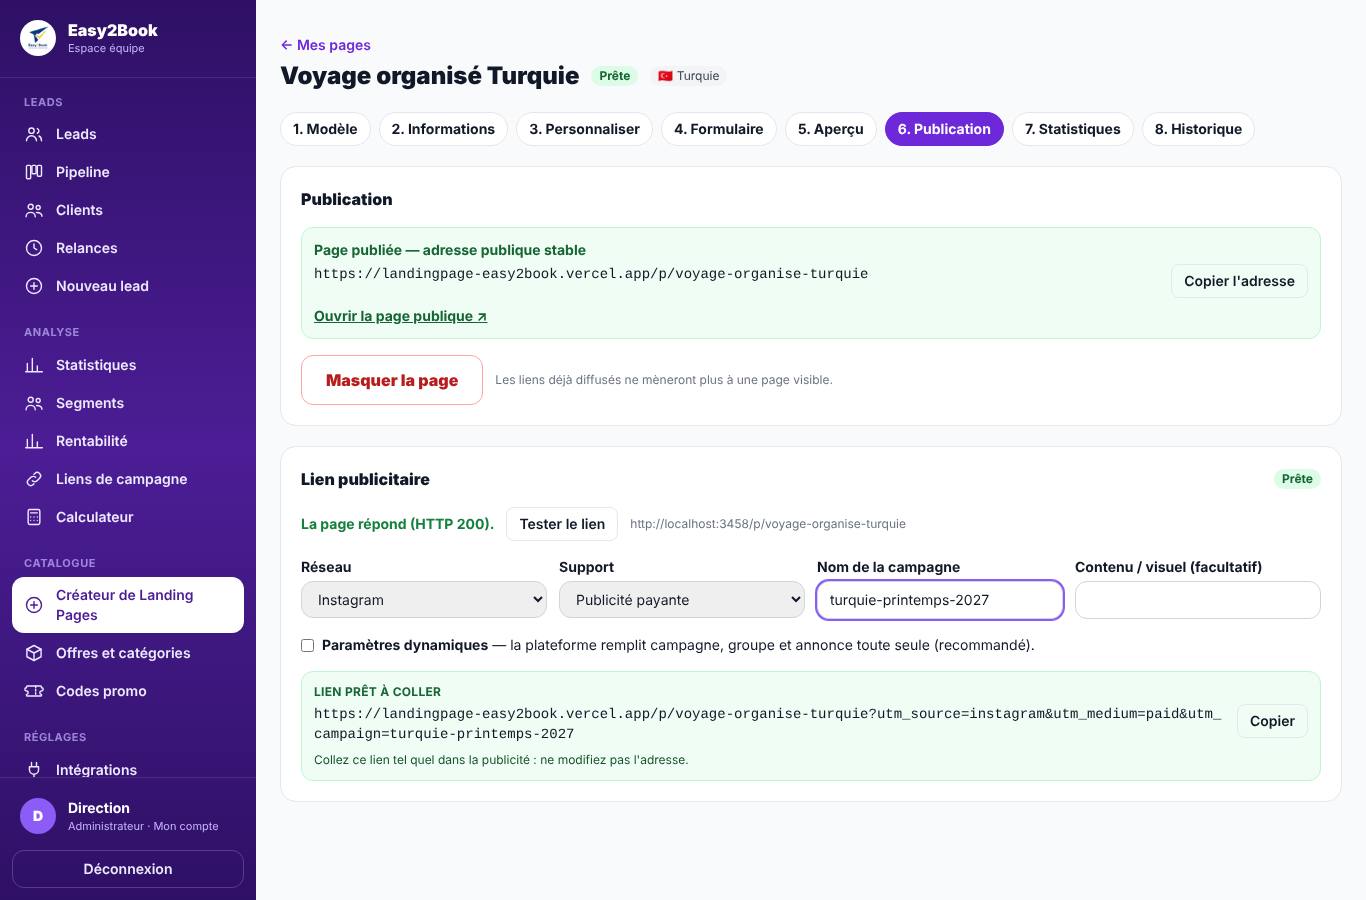 Easy2Book
Espace équipe
LEADS
Leads
Pipeline
Clients
Relances
Nouveau lead
ANALYSE
Statistiques
Segments
Rentabilité
Liens de campagne
Calculateur
CATALOGUE
Créateur de Landing
Pages
Offres et catégories
Codes promo
RÉGLAGES
Intégrations
D
Direction
Administrateur · Mon compte
Déconnexion
← Mes pages
Voyage organisé Turquie Prête 🇹🇷 Turquie
1. Modèle 2. Informations 3. Personnaliser 4. Formulaire 5. Aperçu 6. Publication 7. Statistiques 8. Historique
Publication
Page publiée — adresse publique stable
https://landingpage-easy2book.vercel.app/p/voyage-organise-turquie
Copier l'adresse
Ouvrir la page publique ↗
Masquer la page Les liens déjà diffusés ne mèneront plus à une page visible.
Lien publicitaire Prête
La page répond (HTTP 200). Tester le lien http://localhost:3458/p/voyage-organise-turquie
Réseau Support Nom de la campagne Contenu / visuel (facultatif)
Instagram Publicité payante turquie-printemps-2027
Paramètres dynamiques — la plateforme remplit campagne, groupe et annonce toute seule (recommandé).
LIEN PRÊT À COLLER
https://landingpage-easy2book.vercel.app/p/voyage-organise-turquie?utm_source=instagram&utm_medium=paid&utm_
campaign=turquie-printemps-2027
Copier
Collez ce lien tel quel dans la publicité : ne modifiez pas l'adresse.